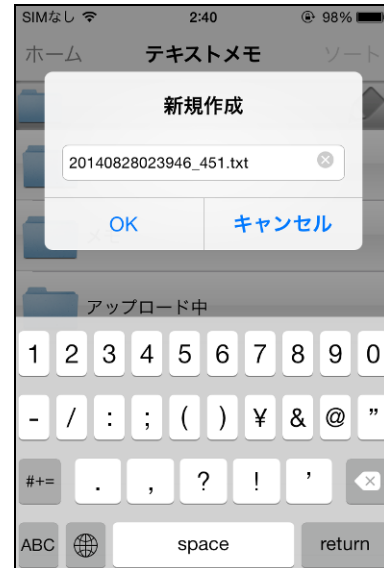 SIMなし 2:40 98%
ホーム テキストメモ ソート
新規作成
20140828023946_451.txt
OK キャンセル
アップロード中
1 2 3 4 5 6 7 8 9 0
- / : ; ( ) ¥ & @ ”
#+= . , ? ! ’
ABC space return